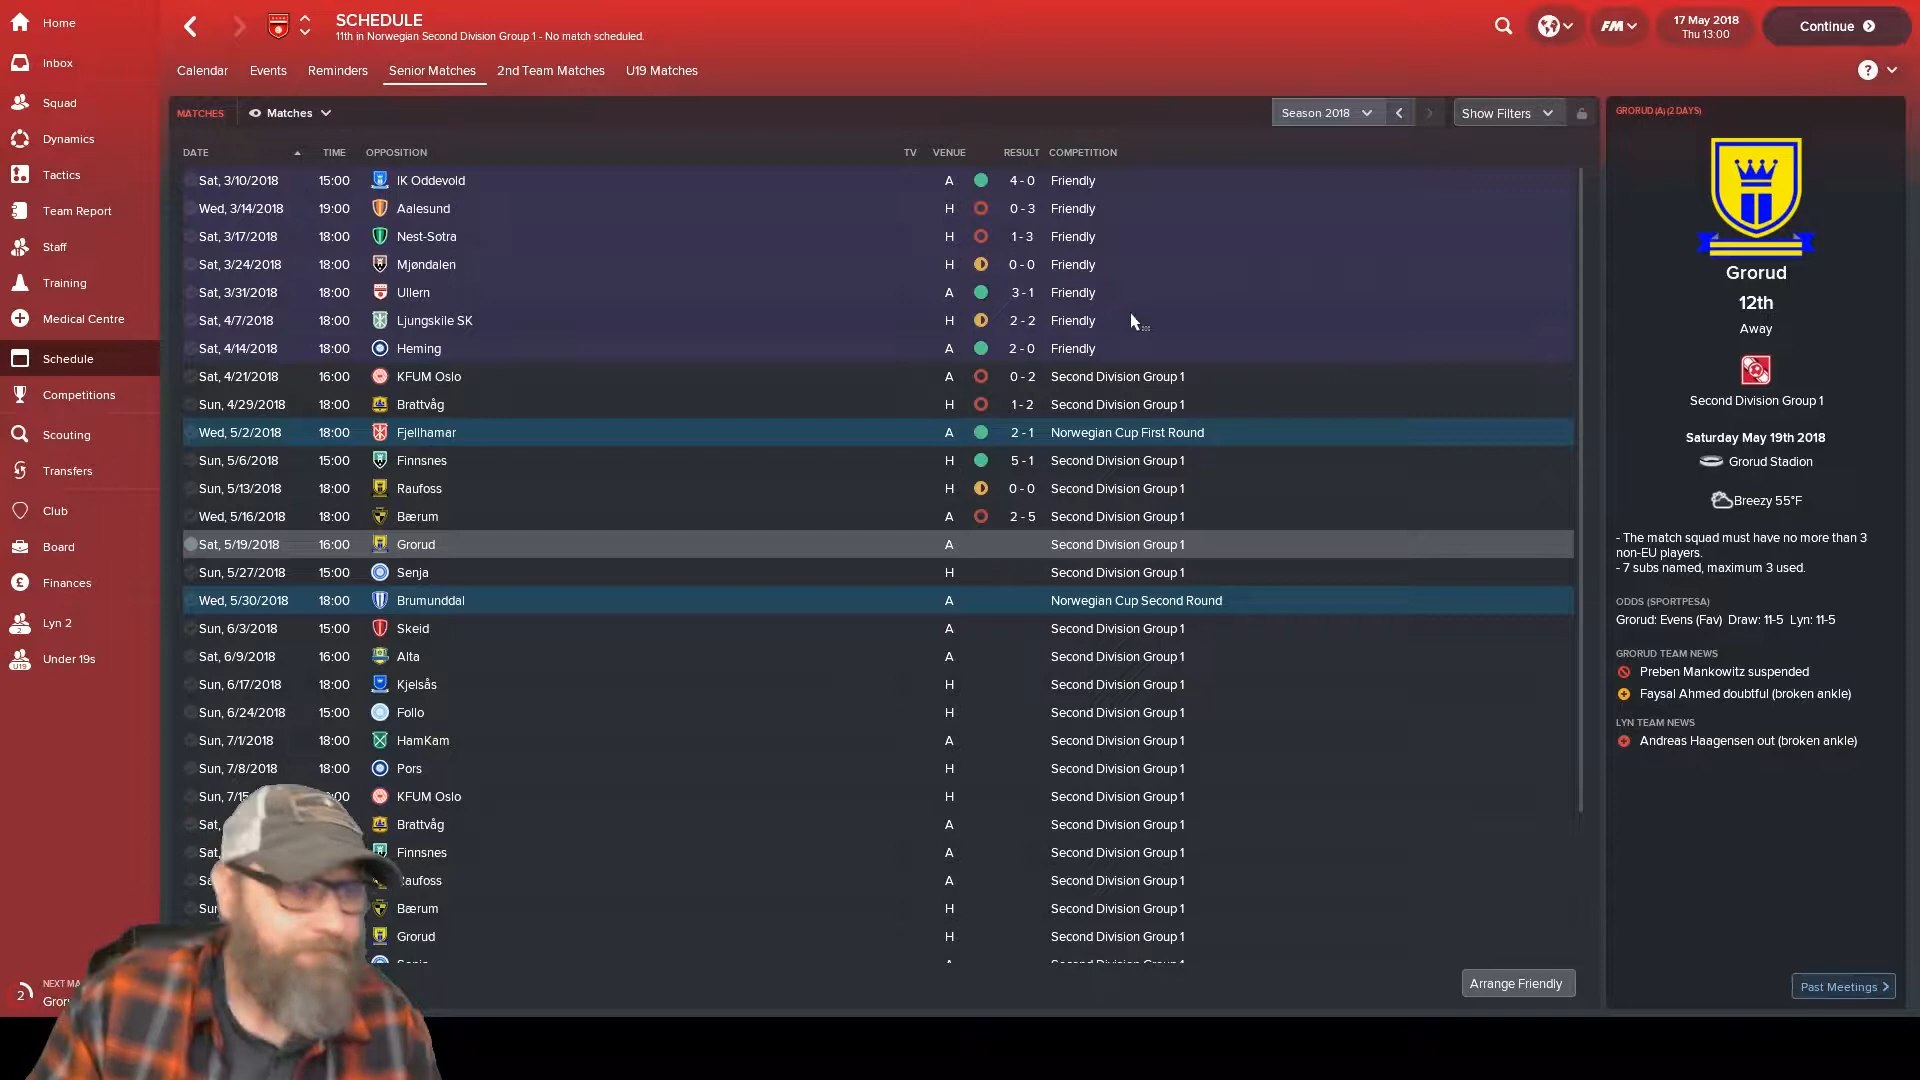 Home
Inbox
Squad
Dynamics
Tactics
Team Report
Staff
Training
Medical Centre
Schedule
Competitions
Scouting
Transfers
Club
Board
Finances
Lyn 2
Under 19s
2
NEXT MA
Gror
SCHEDULE
11th in Norwegian Second Division Group 1 - No match scheduled.
FM
17 May 2018
Thu 13:00
Continue
Calendar Events Reminders Senior Matches 2nd Team Matches U19 Matches
?
MATCHES Matches Season 2018 Show Filters
DATE TIME OPPOSITION TV VENUE RESULT COMPETITION
Sat, 3/10/2018 15:00 IK Oddevold A 4 - 0 Friendly
Wed, 3/14/2018 19:00 Aalesund H 0 - 3 Friendly
Sat, 3/17/2018 18:00 Nest-Sotra H 1 - 3 Friendly
Sat, 3/24/2018 18:00 Mjøndalen H 0 - 0 Friendly
Sat, 3/31/2018 18:00 Ullern A 3 - 1 Friendly
Sat, 4/7/2018 18:00 Ljungskile SK H 2 - 2 Friendly
Sat, 4/14/2018 18:00 Heming A 2 - 0 Friendly
Sat, 4/21/2018 16:00 KFUM Oslo A 0 - 2 Second Division Group 1
Sun, 4/29/2018 18:00 Brattvåg H 1 - 2 Second Division Group 1
Wed, 5/2/2018 18:00 Fjellhamar A 2 - 1 Norwegian Cup First Round
Sun, 5/6/2018 15:00 Finnsnes H 5 - 1 Second Division Group 1
Sun, 5/13/2018 18:00 Raufoss H 0 - 0 Second Division Group 1
Wed, 5/16/2018 18:00 Bærum A 2 - 5 Second Division Group 1
Sat, 5/19/2018 16:00 Grorud A Second Division Group 1
Sun, 5/27/2018 15:00 Senja H Second Division Group 1
Wed, 5/30/2018 18:00 Brumunddal A Norwegian Cup Second Round
Sun, 6/3/2018 15:00 Skeid A Second Division Group 1
Sat, 6/9/2018 16:00 Alta A Second Division Group 1
Sun, 6/17/2018 18:00 Kjelsås H Second Division Group 1
Sun, 6/24/2018 15:00 Follo H Second Division Group 1
Sun, 7/1/2018 18:00 HamKam A Second Division Group 1
Sun, 7/8/2018 18:00 Pors H Second Division Group 1
Sun, 7/15 :00 KFUM Oslo H Second Division Group 1
Sat, Brattvåg A Second Division Group 1
Sat, Finnsnes A Second Division Group 1
Raufoss A Second Division Group 1
Sun Bærum H Second Division Group 1
Grorud H Second Division Group 1
Arrange Friendly
GRORUD (A) (2 DAYS)
Grorud
12th
Away
Second Division Group 1
Saturday May 19th 2018
Grorud Stadion
Breezy 55°F
- The match squad must have no more than 3
non-EU players.
- 7 subs named, maximum 3 used.
ODDS (SPORTPESA)
Grorud: Evens (Fav) Draw: 11-5 Lyn: 11-5
GRORUD TEAM NEWS
Preben Mankowitz suspended
Faysal Ahmed doubtful (broken ankle)
LYN TEAM NEWS
Andreas Haagensen out (broken ankle)
Past Meetings